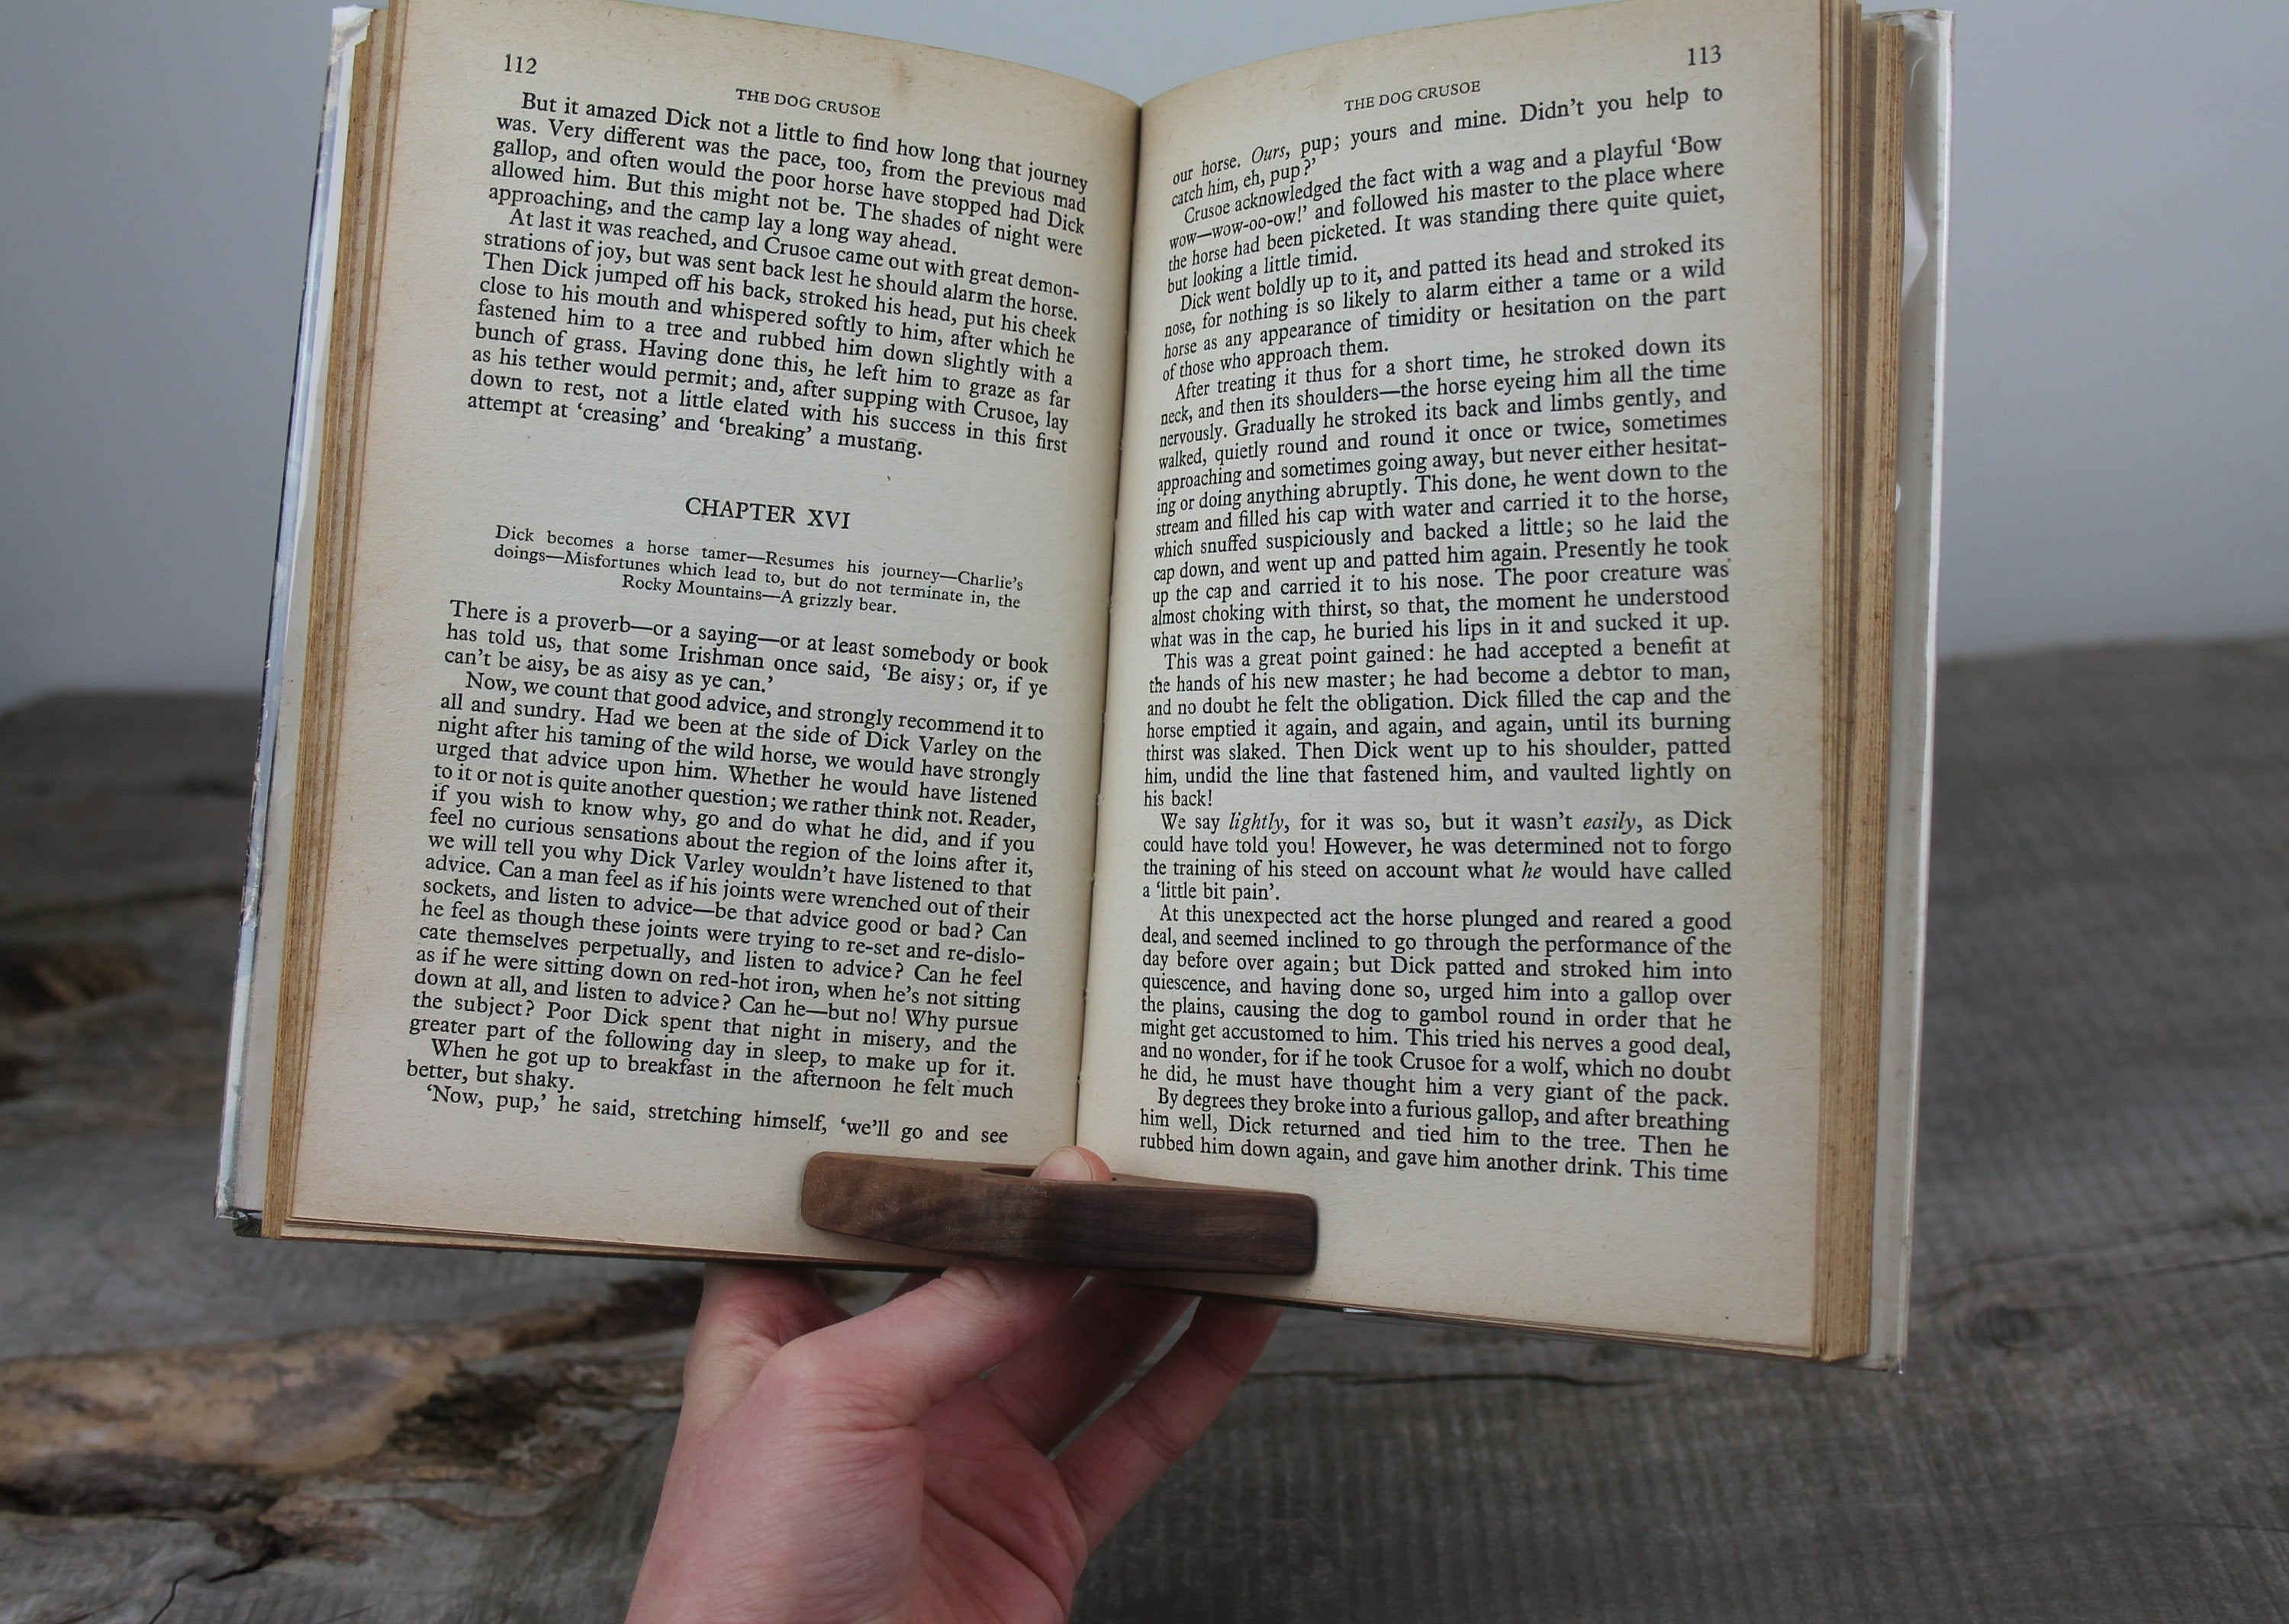 112
THE DOG CRUSOE
But it amazed Dick not a little to find how long that journey
was. Very different was the pace, too, from the previous mad
gallop, and often would the poor horse have stopped had Dick
allowed him. But this might not be. The shades of night were
approaching, and the camp lay a long way ahead.
At last it was reached, and Crusoe came out with great demon-
strations of joy, but was sent back lest he should alarm the horse.
Then Dick jumped off his back, stroked his head, put his cheek
close to his mouth and whispered softly to him, after which he
fastened him to a tree and rubbed him down slightly with a
bunch of grass. Having done this, he left him to graze as far
as his tether would permit; and, after supping with Crusoe, lay
down to rest, not a little elated with his success in this first
attempt at ‘creasing’ and ‘breaking’ a mustang.
CHAPTER XVI
Dick becomes a horse tamer—Resumes his journey—Charlie’s
doings—Misfortunes which lead to, but do not terminate in, the
Rocky Mountains—A grizzly bear.
There is a proverb—or a saying—or at least somebody or book
has told us, that some Irishman once said, ‘Be aisy; or, if ye
can’t be aisy, be as aisy as ye can.’
Now, we count that good advice, and strongly recommend it to
all and sundry. Had we been at the side of Dick Varley on the
night after his taming of the wild horse, we would have strongly
urged that advice upon him. Whether he would have listened
to it or not is quite another question; we rather think not. Reader,
if you wish to know why, go and do what he did, and if you
feel no curious sensations about the region of the loins after it,
we will tell you why Dick Varley wouldn’t have listened to that
advice. Can a man feel as if his joints were wrenched out of their
sockets, and listen to advice—be that advice good or bad? Can
he feel as though these joints were trying to re-set and re-dislo-
cate themselves perpetually, and listen to advice? Can he feel
as if he were sitting down on red-hot iron, when he’s not sitting
down at all, and listen to advice? Can he—but no! Why pursue
the subject? Poor Dick spent that night in misery, and the
greater part of the following day in sleep, to make up for it.
When he got up to breakfast in the afternoon he felt much
better, but shaky.
‘Now, pup,’ he said, stretching himself, ‘we’ll go and see
113
THE DOG CRUSOE
our horse. Ours, pup; yours and mine. Didn’t you help to
catch him, eh, pup?’
Crusoe acknowledged the fact with a wag and a playful ‘Bow
wow—wow-oo-ow!’ and followed his master to the place where
the horse had been picketed. It was standing there quite quiet,
but looking a little timid.
Dick went boldly up to it, and patted its head and stroked its
nose, for nothing is so likely to alarm either a tame or a wild
horse as any appearance of timidity or hesitation on the part
of those who approach them.
After treating it thus for a short time, he stroked down its
neck, and then its shoulders—the horse eyeing him all the time
nervously. Gradually he stroked its back and limbs gently, and
walked, quietly round and round it once or twice, sometimes
approaching and sometimes going away, but never either hesitat-
ing or doing anything abruptly. This done, he went down to the
stream and filled his cap with water and carried it to the horse,
which snuffed suspiciously and backed a little; so he laid the
cap down, and went up and patted him again. Presently he took
up the cap and carried it to his nose. The poor creature was
almost choking with thirst, so that, the moment he understood
what was in the cap, he buried his lips in it and sucked it up.
This was a great point gained: he had accepted a benefit at
the hands of his new master; he had become a debtor to man,
and no doubt he felt the obligation. Dick filled the cap and the
horse emptied it again, and again, and again, until its burning
thirst was slaked. Then Dick went up to his shoulder, patted
him, undid the line that fastened him, and vaulted lightly on
his back!
We say lightly, for it was so, but it wasn’t easily, as Dick
could have told you! However, he was determined not to forgo
the training of his steed on account what he would have called
a ‘little bit pain’.
At this unexpected act the horse plunged and reared a good
deal, and seemed inclined to go through the performance of the
day before over again; but Dick patted and stroked him into
quiescence, and having done so, urged him into a gallop over
the plains, causing the dog to gambol round in order that he
might get accustomed to him. This tried his nerves a good deal,
and no wonder, for if he took Crusoe for a wolf, which no doubt
he did, he must have thought him a very giant of the pack.
By degrees they broke into a furious gallop, and after breathing
him well, Dick returned and tied him to the tree. Then he
rubbed him down again, and gave him another drink. This time